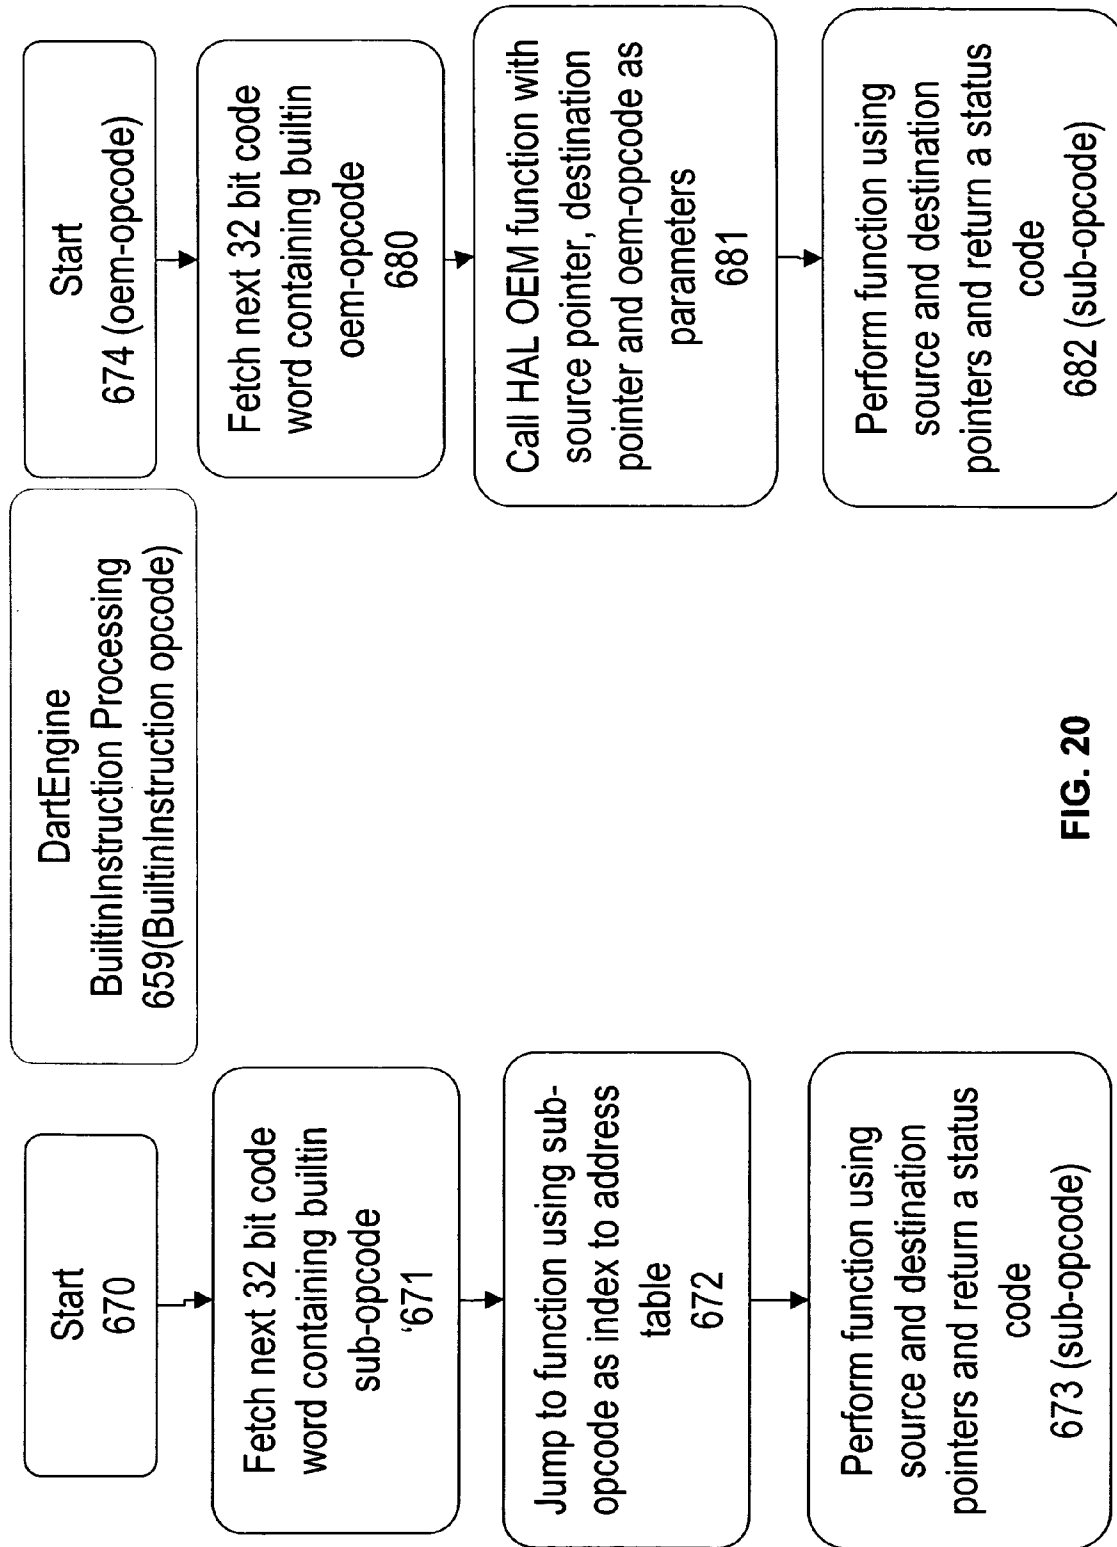 DartEngine
BuiltinInstruction Processing
659(BuiltinInstruction opcode)
Start
670
Fetch next 32 bit code
word containing builtin
sub-opcode
‘671
Jump to function using sub-
opcode as index to address
table
672
Perform function using
source and destination
pointers and return a status
code
673 (sub-opcode)
Start
674 (oem-opcode)
Fetch next 32 bit code
word containing builtin
oem-opcode
680
Call HAL OEM function with
source pointer, destination
pointer and oem-opcode as
parameters
681
Perform function using
source and destination
pointers and return a status
code
682 (sub-opcode)
FIG. 20